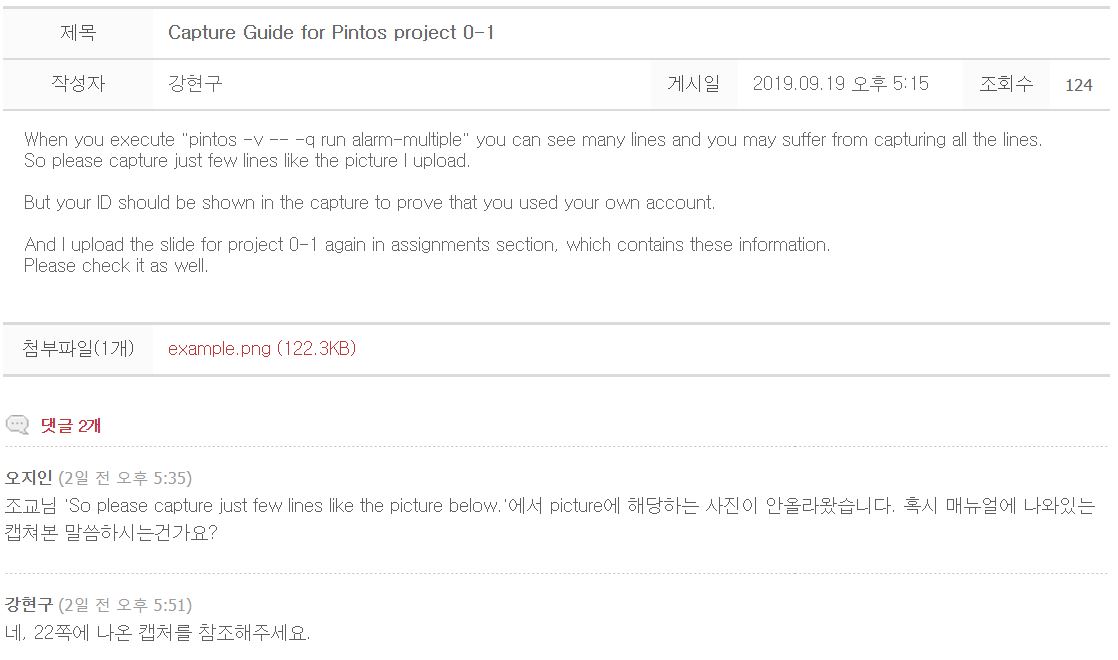 제목 Capture Guide for Pintos project 0-1
작성자 강현구 게시일 2019.09.19 오후 5:15 조회수 124
When you execute "pintos -v -- -q run alarm-multiple" you can see many lines and you may suffer from capturing all the lines.
So please capture just few lines like the picture I upload.
But your ID should be shown in the capture to prove that you used your own account.
And I upload the slide for project 0-1 again in assignments section, which contains these information.
Please check it as well.
첨부파일(1개) example.png (122.3KB)
댓글 2개
오지인 (2일 전 오후 5:35)
조교님 'So please capture just few lines like the picture below.'에서 picture에 해당하는 사진이 안올라왔습니다. 혹시 매뉴얼에 나와있는
캡쳐본 말씀하시는건가요?
강현구 (2일 전 오후 5:51)
네, 22쪽에 나온 캡처를 참조해주세요.